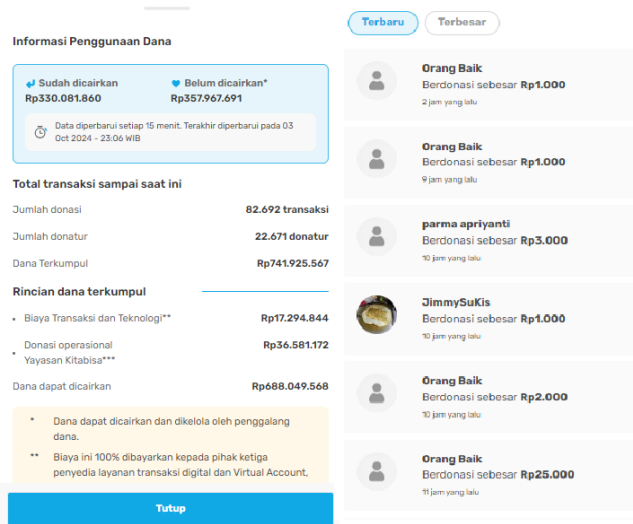 Informasi Penggunaan Dana
Sudah dicairkan
Rp330.081.860
Belum dicairkan*
Rp357.967.691
Data diperbarui setiap 15 menit. Terakhir diperbarui pada 03
Oct 2024 - 23:06 WIB
Total transaksi sampai saat ini
Jumlah donasi 82.692 transaksi
Jumlah donatur 22.671 donatur
Dana Terkumpul Rp741.925.567
Rincian dana terkumpul
• Biaya Transaksi dan Teknologi** Rp17.294.844
• Donasi operasional Rp36.581.172
Yayasan Kitabisa***
Dana dapat dicairkan Rp688.049.568
* Dana dapat dicairkan dan dikelola oleh penggalang
dana.
** Biaya ini 100% dibayarkan kepada pihak ketiga
penyedia layanan transaksi digital dan Virtual Account,
Tutup
Terbaru Terbesar
Orang Baik
Berdonasi sebesar Rp1.000
2 jam yang lalu
Orang Baik
Berdonasi sebesar Rp1.000
9 jam yang lalu
parma apriyanti
Berdonasi sebesar Rp3.000
10 jam yang lalu
JimmySuKis
Berdonasi sebesar Rp1.000
10 jam yang lalu
Orang Baik
Berdonasi sebesar Rp2.000
10 jam yang lalu
Orang Baik
Berdonasi sebesar Rp25.000
11 jam yang lalu